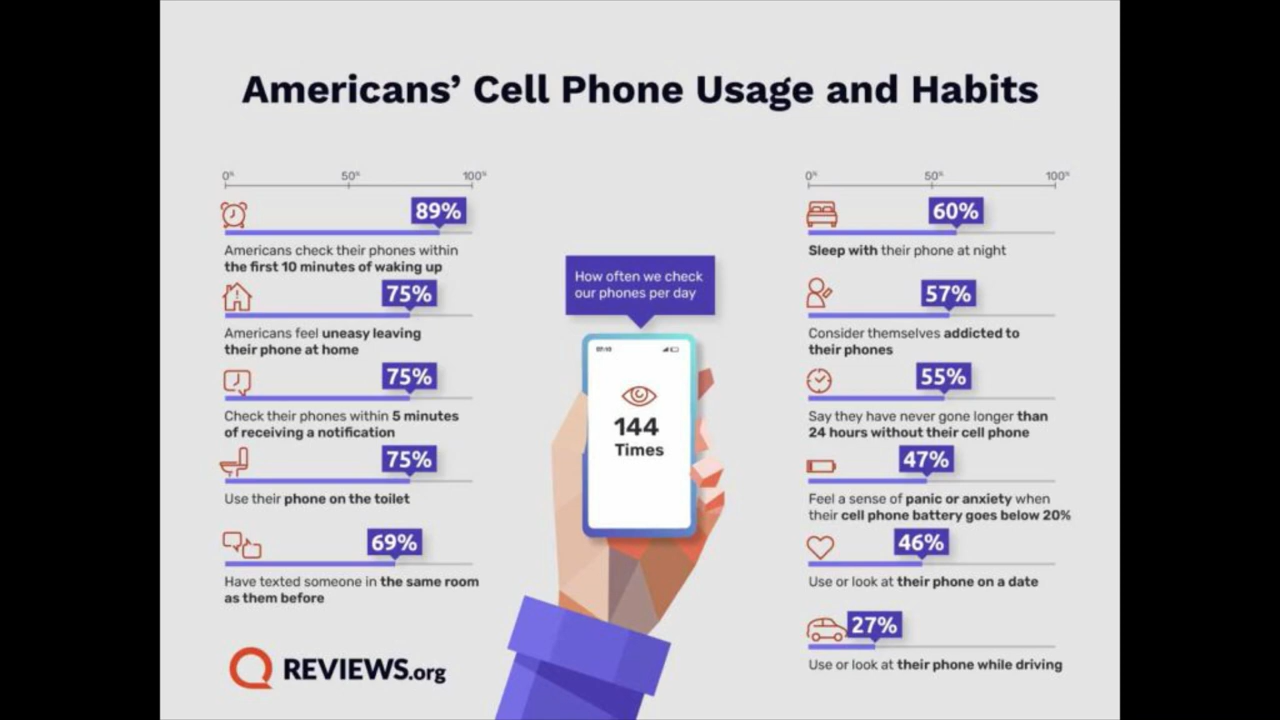 Americans’ Cell Phone Usage and Habits
0%
50%
100%
89%
Americans check their phones within
the first 10 minutes of waking up
75%
Americans feel uneasy leaving
their phone at home
75%
Check their phones within 5 minutes
of receiving a notification
75%
Use their phone on the toilet
69%
Have texted someone in the same room
as them before
REVIEWS.org
How often we check
our phones per day
144
Times
0%
50%
100%
60%
Sleep with their phone at night
57%
Consider themselves addicted to
their phones
55%
Say they have never gone longer than
24 hours without their cell phone
47%
Feel a sense of panic or anxiety when
their cell phone battery goes below 20%
46%
Use or look at their phone on a date
27%
Use or look at their phone while driving